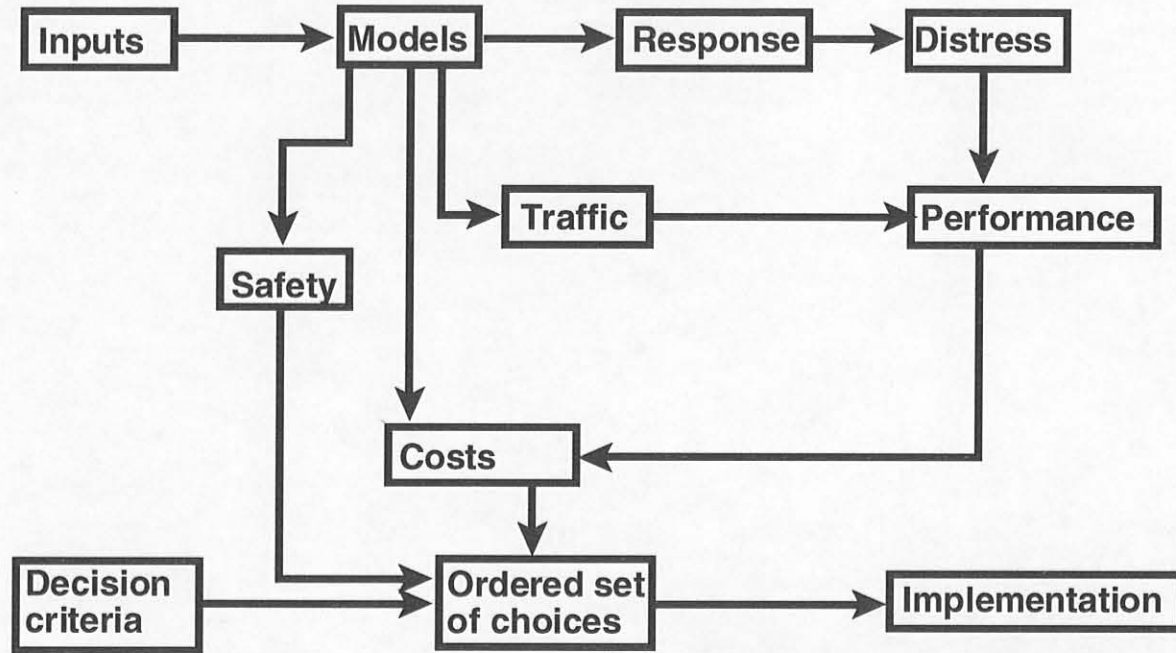 Inputs
Models
Response
Distress
Traffic
Performance
Safety
Costs
Decision
criteria
Ordered set
of choices
Implementation